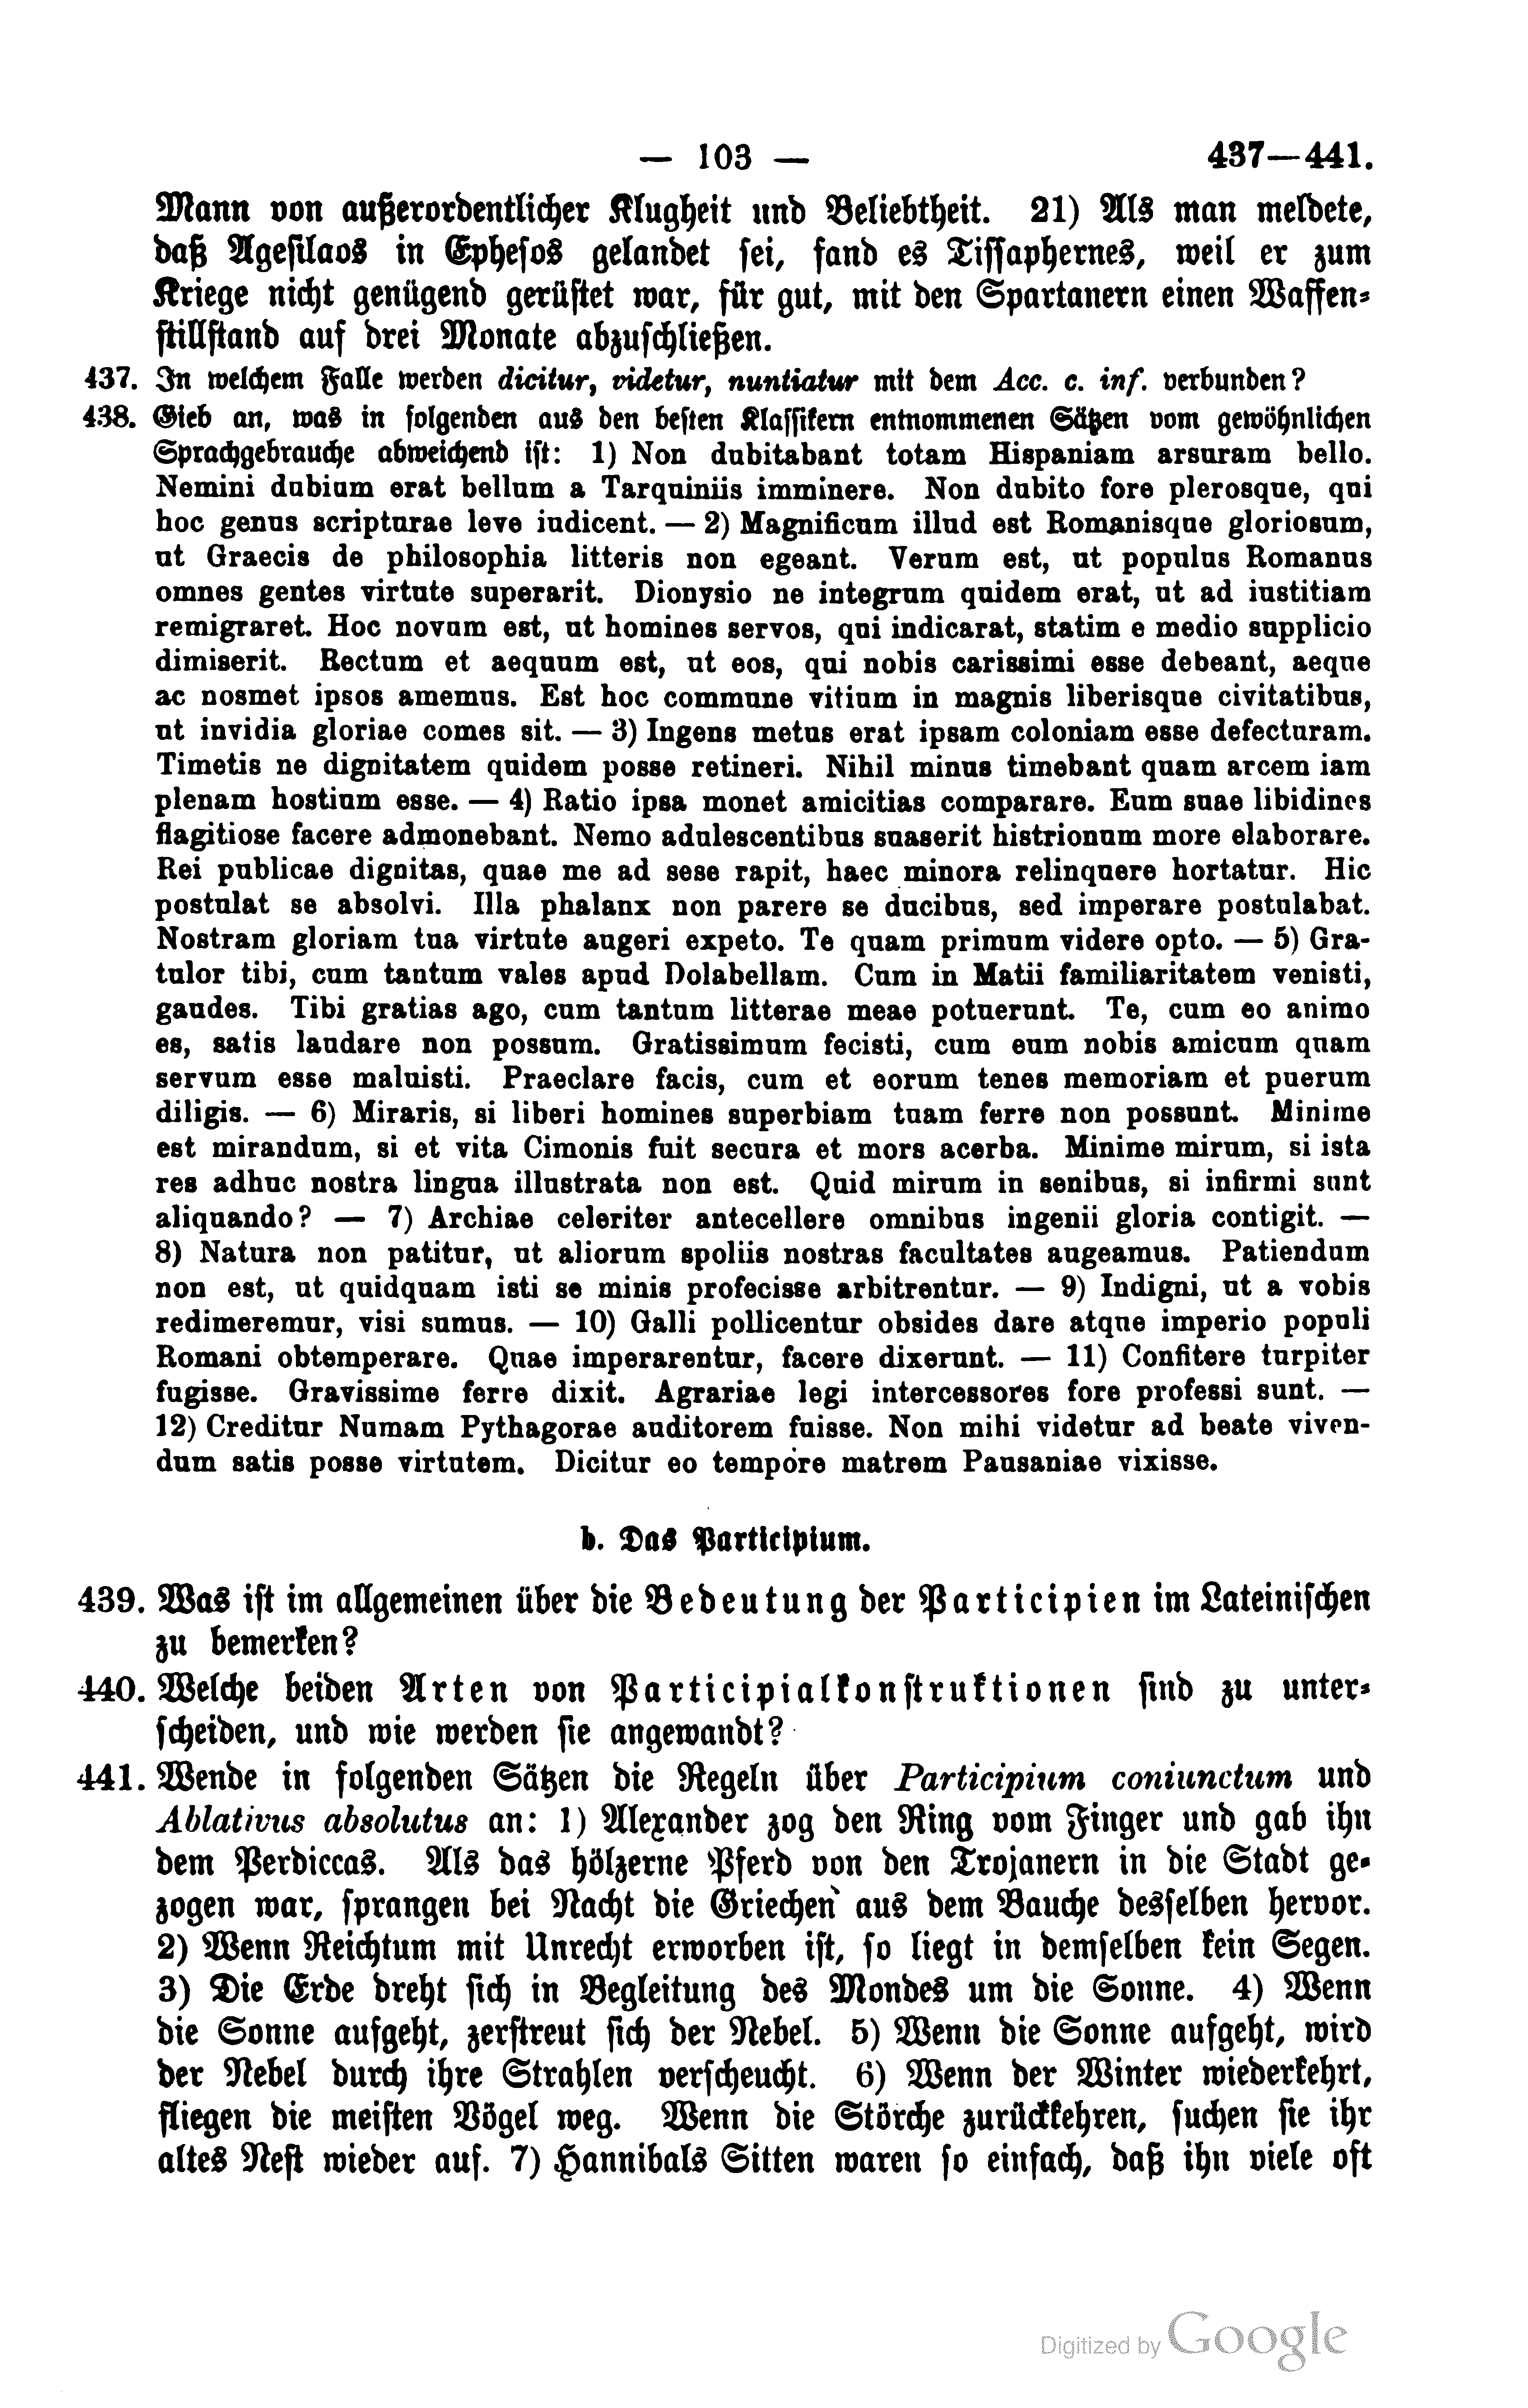 — 103 — 437—441.
Mann von außerordentlicher Klugheit und Beliebtheit. 21) Als man meldete,
daß Agesilaos in Ephesos gelandet sei, fand es Tissaphernes, weil er zum
Kriege nicht genügend gerüstet war, für gut, mit den Spartanern einen Waffen-
stillstand auf drei Monate abzuschließen.
437. In welchem Falle werden dicitur, videtur, nuntiatur mit dem Acc. c. inf. verbunden?
438. Gieb an, was in folgenden aus den besten Klassikern entnommenen Sätzen vom gewöhnlichen
Sprachgebrauche abweichend ist: 1) Non dubitabant totam Hispaniam arsuram bello.
Nemini dubium erat bellum a Tarquiniis imminere. Non dubito fore plerosque, qui
hoc genus scripturae leve iudicent. — 2) Magnificum illud est Romanisque gloriosum,
ut Graecis de philosophia litteris non egeant. Verum est, ut populus Romanus
omnes gentes virtute superarit. Dionysio ne integrum quidem erat, ut ad iustitiam
remigraret. Hoc novum est, ut homines servos, qui indicarat, statim e medio supplicio
dimiserit. Rectum et aequum est, ut eos, qui nobis carissimi esse debeant, aeque
ac nosmet ipsos amemus. Est hoc commune vitium in magnis liberisque civitatibus,
ut invidia gloriae comes sit. — 3) Ingens metus erat ipsam coloniam esse defecturam.
Timetis ne dignitatem quidem posse retineri. Nihil minus timebant quam arcem iam
plenam hostium esse. — 4) Ratio ipsa monet amicitias comparare. Eum suae libidines
flagitiose facere admonebant. Nemo adulescentibus suaserit histrionum more elaborare.
Rei publicae dignitas, quae me ad sese rapit, haec minora relinquere hortatur. Hic
postulat se absolvi. Illa phalanx non parere se ducibus, sed imperare postulabat.
Nostram gloriam tua virtute augeri expeto. Te quam primum videre opto. — 5) Gra-
tulor tibi, cum tantum vales apud Dolabellam. Cum in Matii familiaritatem venisti,
gaudes. Tibi gratias ago, cum tantum litterae meae potuerunt. Te, cum eo animo
es, satis laudare non possum. Gratissimum fecisti, cum eum nobis amicum quam
servum esse maluisti. Praeclare facis, cum et eorum tenes memoriam et puerum
diligis. — 6) Miraris, si liberi homines superbiam tuam ferre non possunt. Minime
est mirandum, si et vita Cimonis fuit secura et mors acerba. Minime mirum, si ista
res adhuc nostra lingua illustrata non est. Quid mirum in senibus, si infirmi sunt
aliquando? — 7) Archiae celeriter antecellere omnibus ingenii gloria contigit. —
8) Natura non patitur, ut aliorum spoliis nostras facultates augeamus. Patiendum
non est, ut quidquam isti se minis profecisse arbitrentur. — 9) Indigni, ut a vobis
redimeremur, visi sumus. — 10) Galli pollicentur obsides dare atque imperio populi
Romani obtemperare. Quae imperarentur, facere dixerunt. — 11) Confitere turpiter
fugisse. Gravissime ferre dixit. Agrariae legi intercessores fore professi sunt. —
12) Creditur Numam Pythagorae auditorem fuisse. Non mihi videtur ad beate viven-
dum satis posse virtutem. Dicitur eo tempore matrem Pausaniae vixisse.
b. Das Participium.
439. Was ist im allgemeinen über die Bedeutung der Participien im Lateinischen
zu bemerken?
440. Welche beiden Arten von Participialkonstruktionen sind zu unter-
scheiden, und wie werden sie angewandt?
441. Wende in folgenden Sätzen die Regeln über Participium coniunctum und
Ablativus absolutus an: 1) Alexander zog den Ring vom Finger und gab ihn
dem Perdiccas. Als das hölzerne Pferd von den Trojanern in die Stadt ge-
zogen war, sprangen bei Nacht die Griechen aus dem Bauche desselben hervor.
2) Wenn Reichtum mit Unrecht erworben ist, so liegt in demselben kein Segen.
3) Die Erde dreht sich in Begleitung des Mondes um die Sonne. 4) Wenn
die Sonne aufgeht, zerstreut sich der Nebel. 5) Wenn die Sonne aufgeht, wird
der Nebel durch ihre Strahlen verscheucht. 6) Wenn der Winter wiederkehrt,
fliegen die meisten Vögel weg. Wenn die Störche zurückkehren, suchen sie ihr
altes Nest wieder auf. 7) Hannibals Sitten waren so einfach, daß ihn viele oft
Digitized by Google